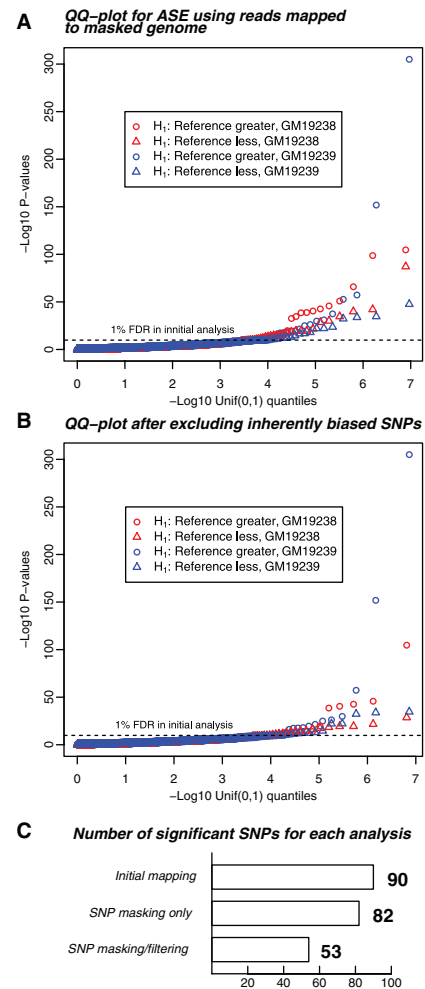 A
QQ-plot for ASE using reads mapped
to masked genome
300
250
200
150
100
50
0
-Log10 P-values
H1: Reference greater, GM19238
H1: Reference less, GM19238
H1: Reference greater, GM19239
H1: Reference less, GM19239
1% FDR in innitial analysis
0 1 2 3 4 5 6 7
-Log10 Unif(0,1) quantiles
B
QQ-plot after excluding inherently biased SNPs
300
250
200
150
100
50
0
-Log10 P-values
H1: Reference greater, GM19238
H1: Reference less, GM19238
H1: Reference greater, GM19239
H1: Reference less, GM19239
1% FDR in initial analysis
0 1 2 3 4 5 6 7
-Log10 Unif(0,1) quantiles
C
Number of significant SNPs for each analysis
Initial mapping 90
SNP masking only 82
SNP masking/filtering 53
20 40 60 80 100